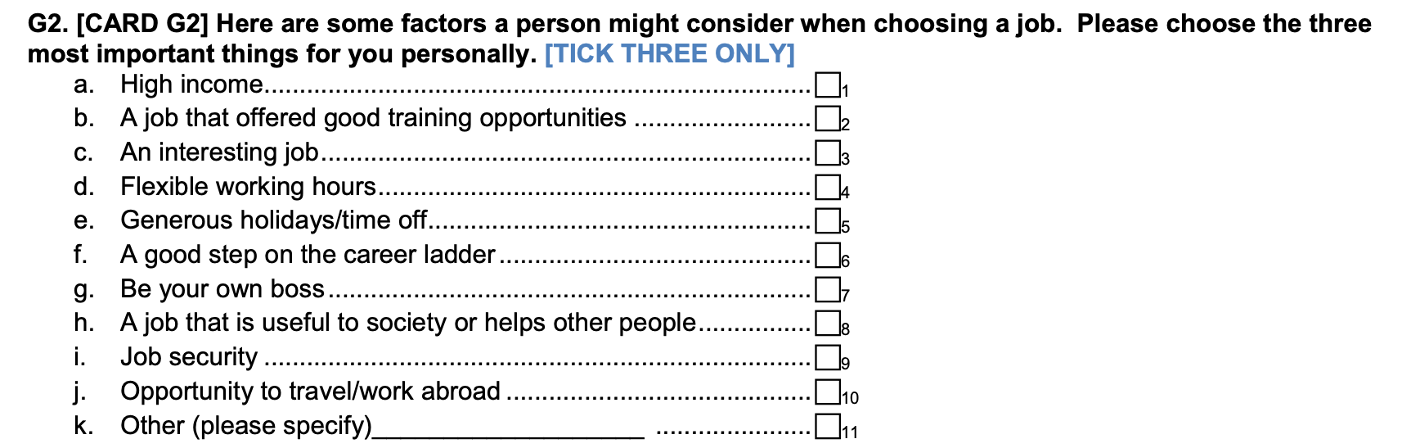 G2. [CARD G2] Here are some factors a person might consider when choosing a job. Please choose the three
most important things for you personally. [TICK THREE ONLY]
a. High income............................................................................ 1
b. A job that offered good training opportunities ......................... 2
c. An interesting job.................................................................... 3
d. Flexible working hours............................................................ 4
e. Generous holidays/time off..................................................... 5
f. A good step on the career ladder............................................ 6
g. Be your own boss................................................................... 7
h. A job that is useful to society or helps other people................ 8
i. Job security ............................................................................ 9
j. Opportunity to travel/work abroad .......................................... 10
k. Other (please specify)____________________ ...................... 11